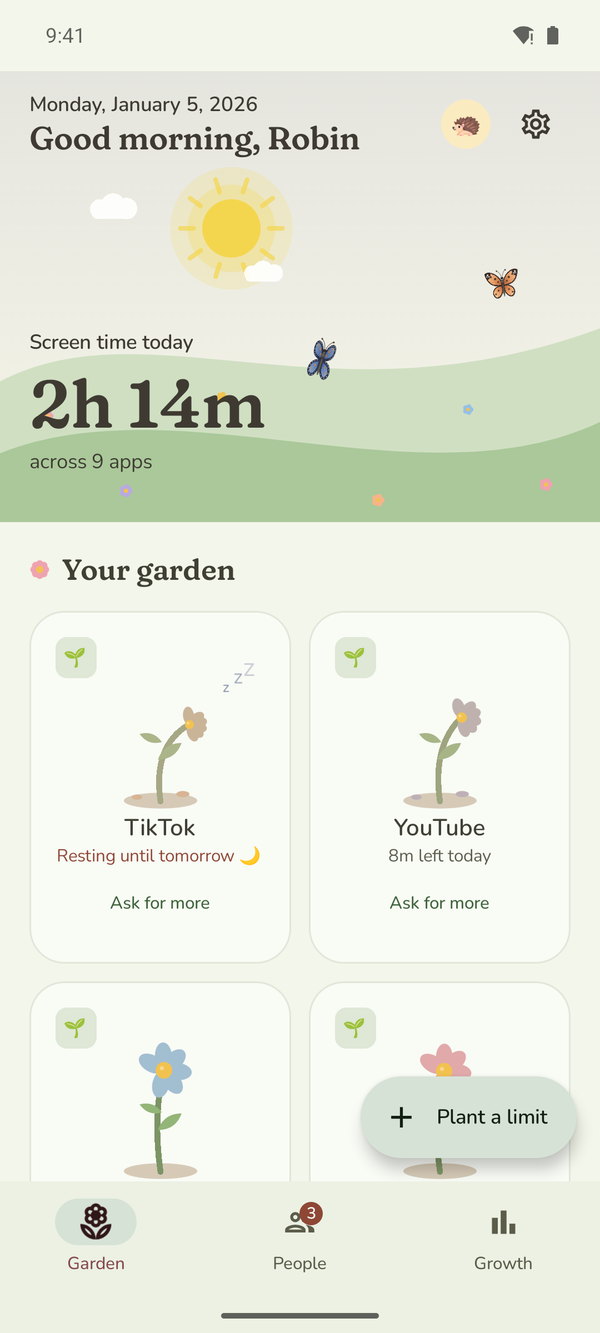 9:41
Monday, January 5, 2026
Good morning, Robin
Screen time today
2h 14m
across 9 apps
Your garden
z z Z
TikTok
Resting until tomorrow 🌙
Ask for more
YouTube
8m left today
Ask for more
Plant a limit
3
Garden
People
Growth